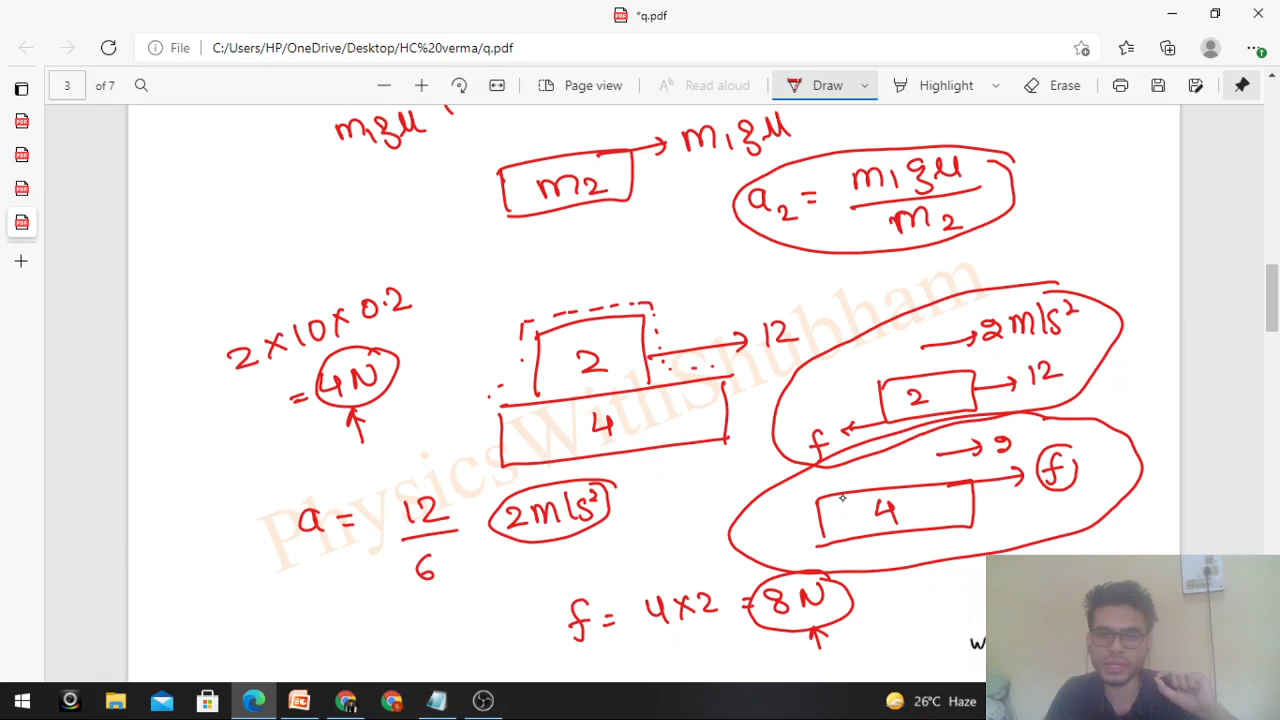 *q.pdf
File C:/Users/HP/OneDrive/Desktop/HC%20verma/q.pdf
3 of 7 Page view Read aloud Draw Highlight Erase
m1gμ
m2 → m1gμ
a2 = m1gμ / m2
PhysicsWithShubham
2×10×0.2
= 4N
2 → 12
4
→ 2m/s²
2 → 12
f
→ 2
4 → f
a = 12/6 2m/s²
f = 4×2 = 8N
W
26°C Haze